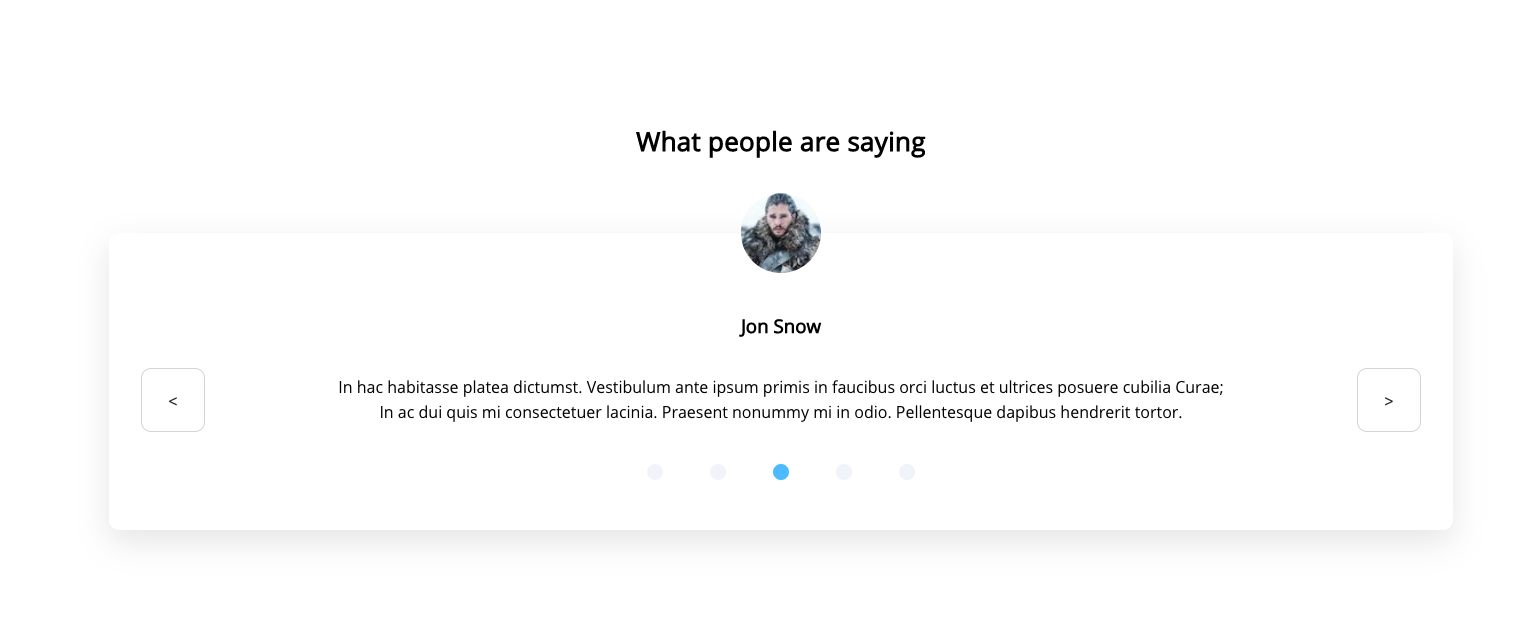 What people are saying
Jon Snow
In hac habitasse platea dictumst. Vestibulum ante ipsum primis in faucibus orci luctus et ultrices posuere cubilia Curae;
In ac dui quis mi consectetuer lacinia. Praesent nonummy mi in odio. Pellentesque dapibus hendrerit tortor.
<
>